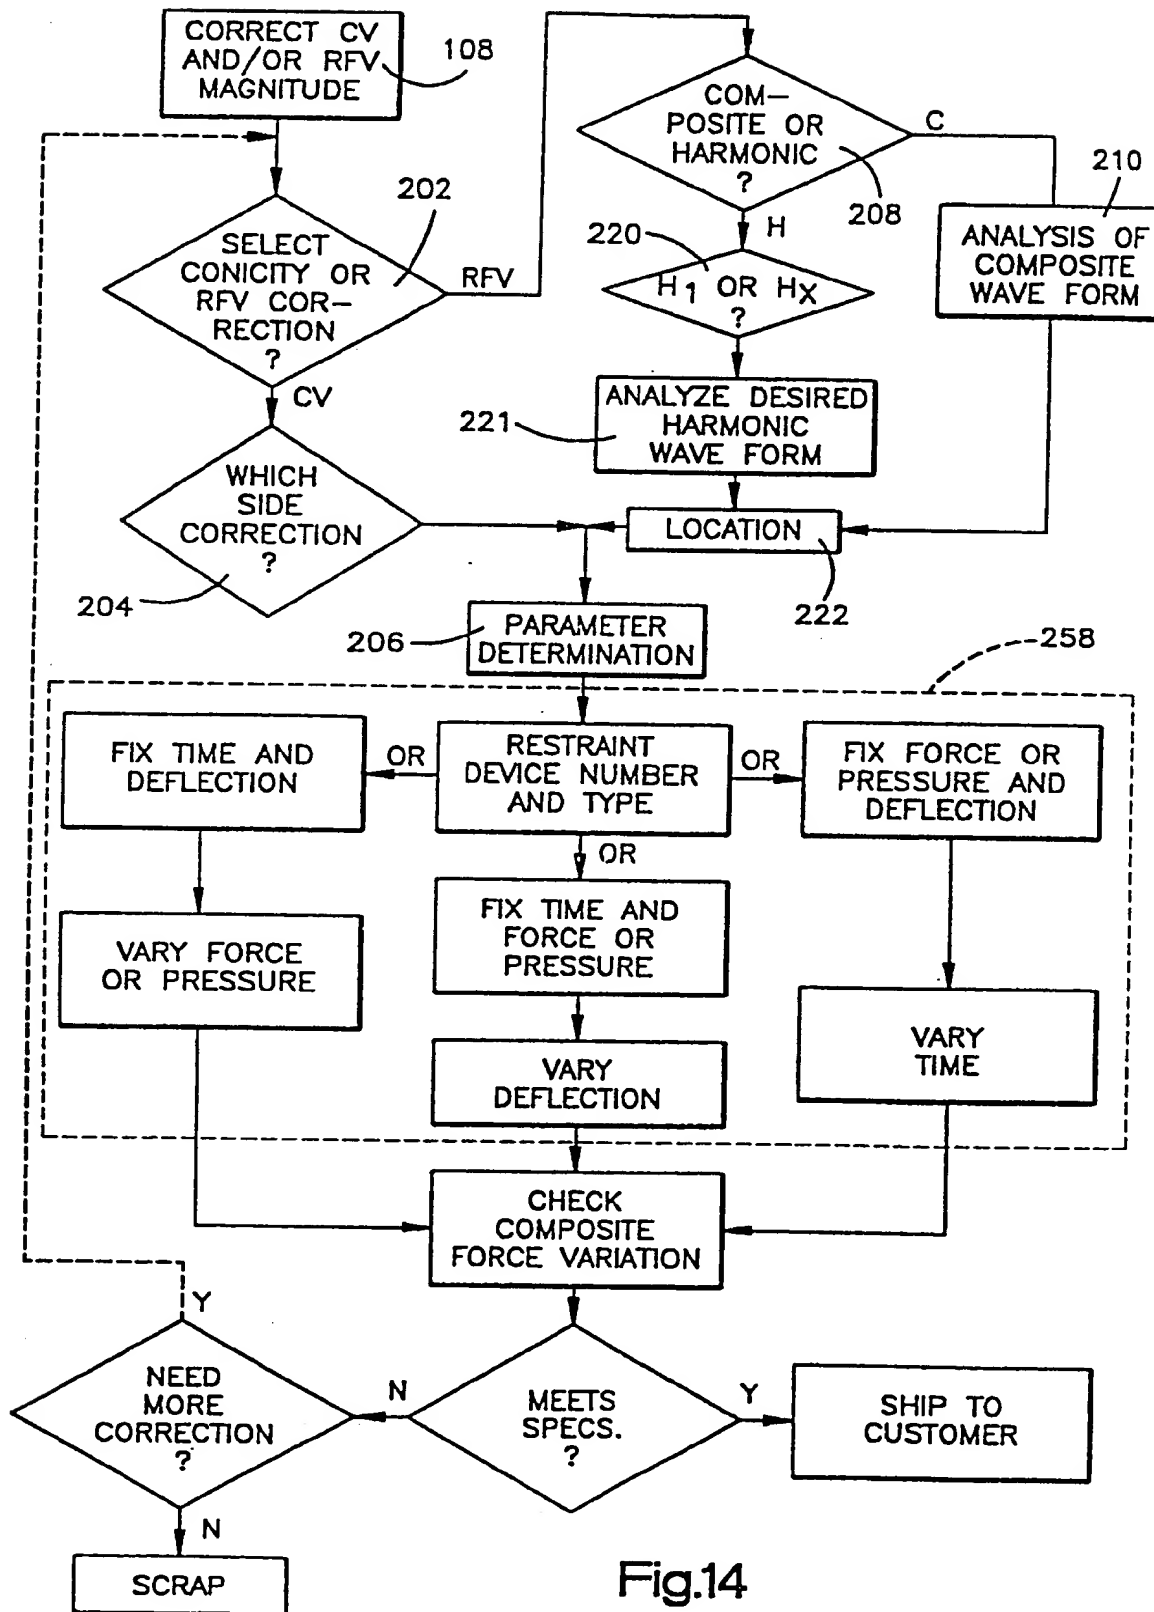 CORRECT CV
AND/OR RFV
MAGNITUDE
108
COM-
POSITE OR
HARMONIC
?
C
208
210
202
SELECT
CONICITY OR
RFV COR-
RECTION
?
RFV
H
220
H1 OR HX
?
ANALYSIS OF
COMPOSITE
WAVE FORM
CV
221
ANALYZE DESIRED
HARMONIC
WAVE FORM
WHICH
SIDE
CORRECTION
?
204
LOCATION
222
206
PARAMETER
DETERMINATION
258
FIX TIME AND
DEFLECTION
OR
RESTRAINT
DEVICE NUMBER
AND TYPE
OR
FIX FORCE OR
PRESSURE AND
DEFLECTION
OR
VARY FORCE
OR PRESSURE
FIX TIME AND
FORCE OR
PRESSURE
VARY
TIME
VARY
DEFLECTION
CHECK
COMPOSITE
FORCE VARIATION
Y
NEED
MORE
CORRECTION
?
N
MEETS
SPECS.
?
Y
SHIP TO
CUSTOMER
N
SCRAP
Fig.14